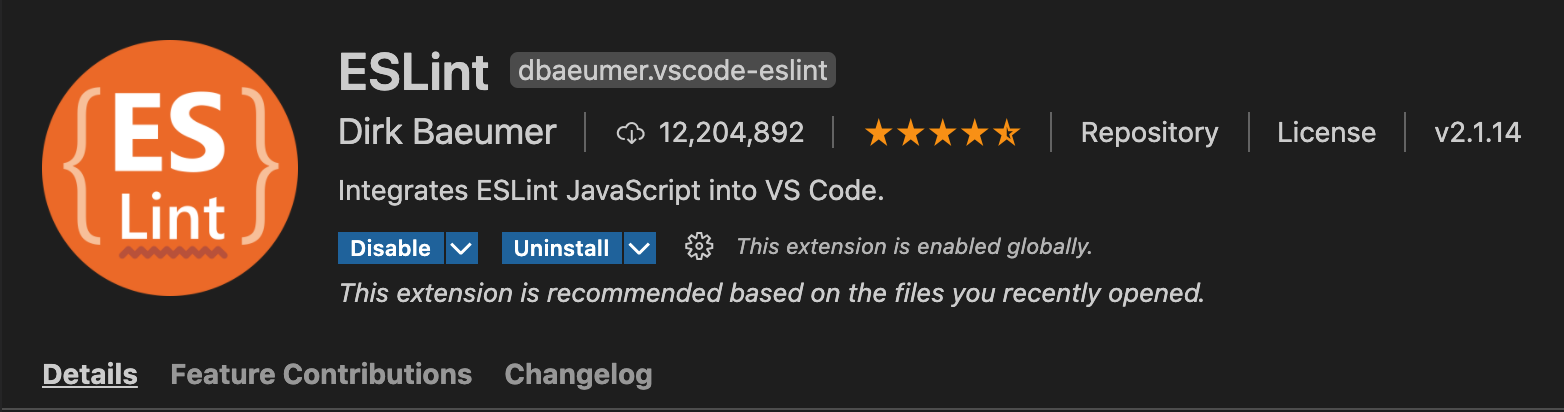 {ES
Lint}
ESLint dbaeumer.vscode-eslint
Dirk Baeumer | 12,204,892 | Repository | License | v2.1.14
Integrates ESLint JavaScript into VS Code.
Disable Uninstall This extension is enabled globally.
This extension is recommended based on the files you recently opened.
Details Feature Contributions Changelog